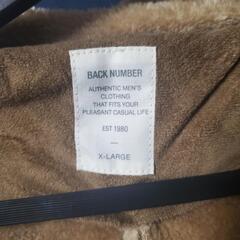 BACK NUMBER
AUTHENTIC MEN'S
CLOTHING
THAT FITS YOUR
PLEASANT CASUAL LIFE
EST 1980
X-LARGE